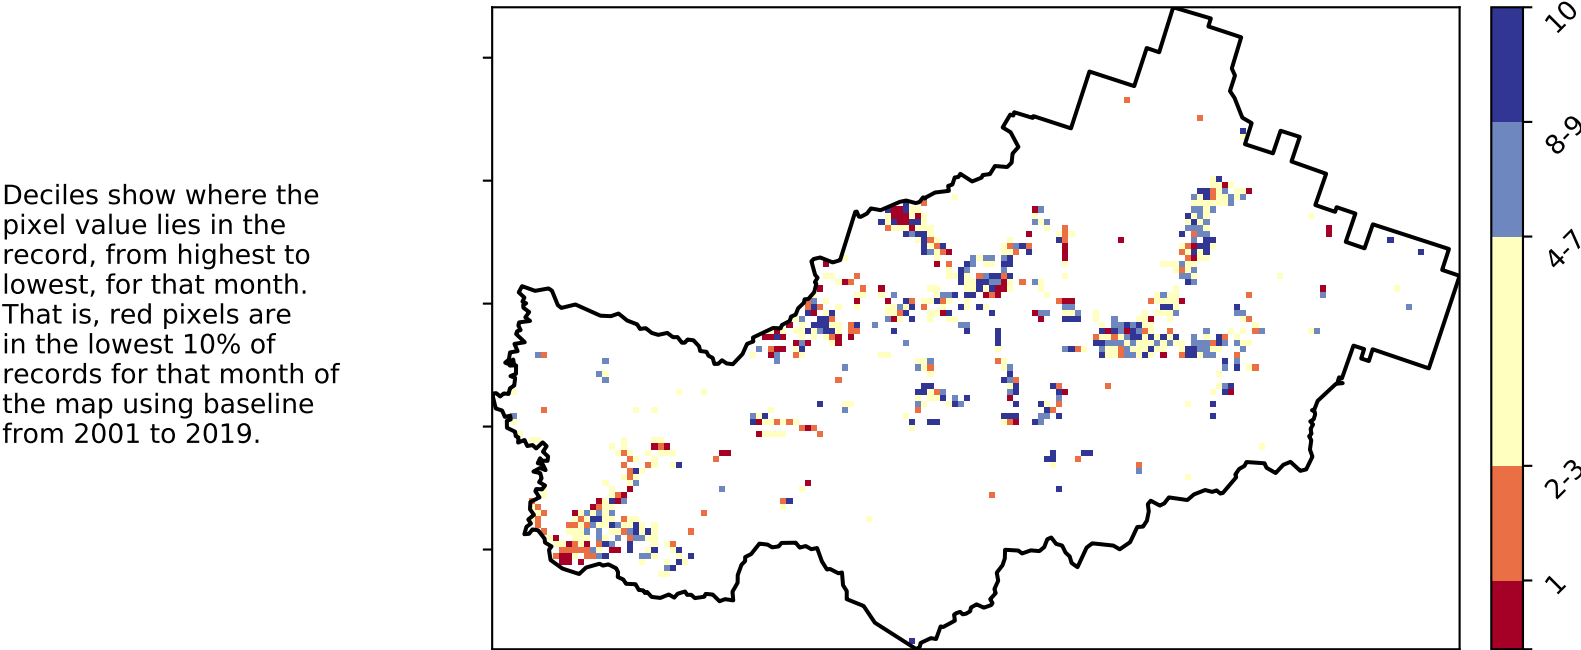 Deciles show where the
pixel value lies in the
record, from highest to
lowest, for that month.
That is, red pixels are
in the lowest 10% of
records for that month of
the map using baseline
from 2001 to 2019.
10
8-9
4-7
2-3
1